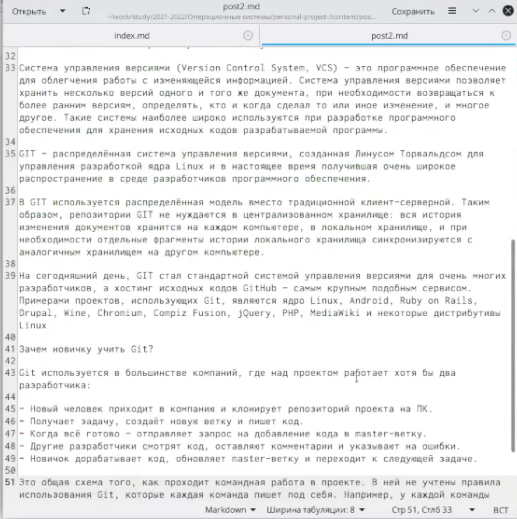 Открыть
post2.md
~/work/study/2021-2022/Операционные системы/personal-project-/content/pos...
Сохранить
index.md
post2.md
32
33 Система управления версиями (Version Control System, VCS) — это программное обеспечение
для облегчения работы с изменяющейся информацией. Система управления версиями позволяет
хранить несколько версий одного и того же документа, при необходимости возвращаться к
более ранним версиям, определять, кто и когда сделал то или иное изменение, и многое
другое. Такие системы наиболее широко используются при разработке программного
обеспечения для хранения исходных кодов разрабатываемой программы.
34
35 GIT — распределённая система управления версиями, созданная Линусом Торвальдсом для
управления разработкой ядра Linux и в настоящее время получившая очень широкое
распространение в среде разработчиков программного обеспечения.
36
37 В GIT используется распределённая модель вместо традиционной клиент-серверной. Таким
образом, репозитории GIT не нуждаются в централизованном хранилище: вся история
изменения документов хранится на каждом компьютере, в локальном хранилище, и при
необходимости отдельные фрагменты истории локального хранилища синхронизируются с
аналогичным хранилищем на другом компьютере.
38
39 На сегодняшний день, GIT стал стандартной системой управления версиями для очень многих
разработчиков, а хостинг исходных кодов GitHub — самым крупным подобным сервисом.
Примерами проектов, использующих Git, являются ядро Linux, Android, Ruby on Rails,
Drupal, Wine, Chromium, Compiz Fusion, jQuery, PHP, MediaWiki и некоторые дистрибутивы
Linux
40
41 Зачем новичку учить Git?
42
43 Git используется в большинстве компаний, где над проектом работает хотя бы два
разработчика:
44
45 - Новый человек приходит в компанию и клонирует репозиторий проекта на ПК.
46 - Получает задачу, создаёт новую ветку и пишет код.
47 - Когда всё готово — отправляет запрос на добавление кода в master-ветку.
48 - Другие разработчики смотрят код, оставляют комментарии и указывают на ошибки.
49 - Новичок дорабатывает код, обновляет master-ветку и переходит к следующей задаче.
50
51 Это общая схема того, как проходит командная работа в проекте. В ней не учтены правила
использования Git, которые каждая команда пишет под себя. Например, у каждой команды
Markdown Ширина табуляции: 8 Стр 51, Стлб 33 ВСТ